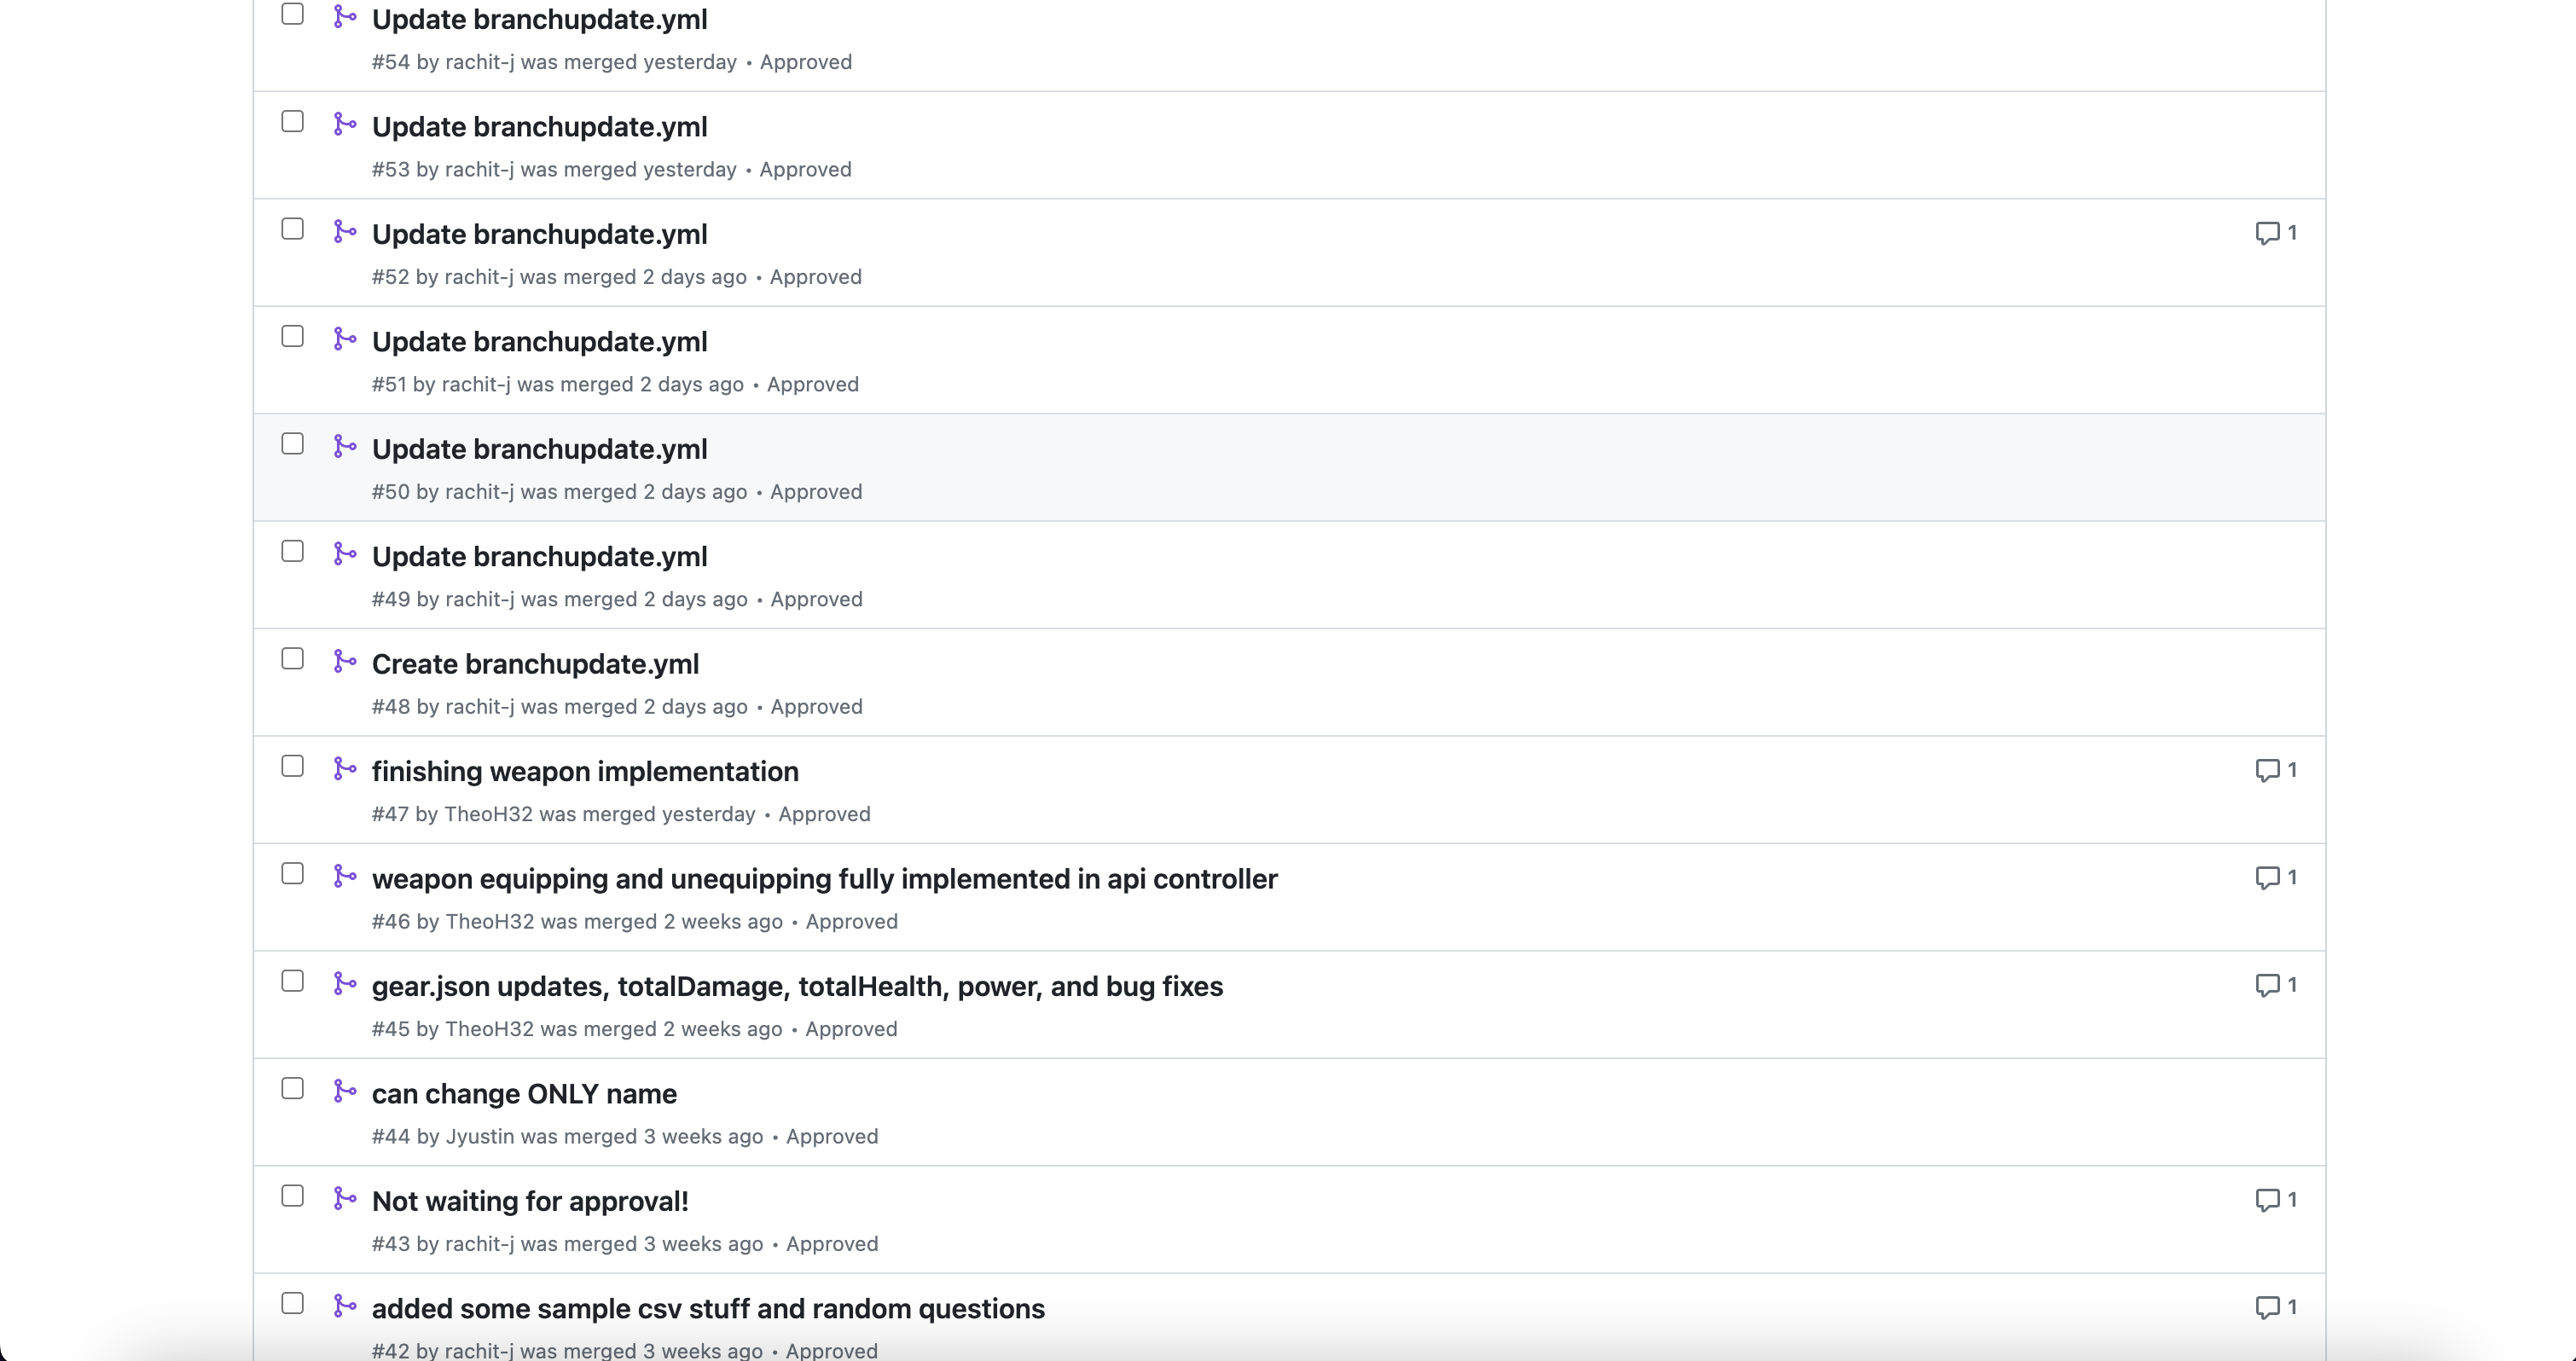 Update branchupdate.yml
#54 by rachit-j was merged yesterday • Approved
Update branchupdate.yml
#53 by rachit-j was merged yesterday • Approved
Update branchupdate.yml
1
#52 by rachit-j was merged 2 days ago • Approved
Update branchupdate.yml
#51 by rachit-j was merged 2 days ago • Approved
Update branchupdate.yml
#50 by rachit-j was merged 2 days ago • Approved
Update branchupdate.yml
#49 by rachit-j was merged 2 days ago • Approved
Create branchupdate.yml
#48 by rachit-j was merged 2 days ago • Approved
finishing weapon implementation
1
#47 by TheoH32 was merged yesterday • Approved
weapon equipping and unequipping fully implemented in api controller
1
#46 by TheoH32 was merged 2 weeks ago • Approved
gear.json updates, totalDamage, totalHealth, power, and bug fixes
1
#45 by TheoH32 was merged 2 weeks ago • Approved
can change ONLY name
#44 by Jyustin was merged 3 weeks ago • Approved
Not waiting for approval!
1
#43 by rachit-j was merged 3 weeks ago • Approved
added some sample csv stuff and random questions
1
#42 by rachit-j was merged 3 weeks ago • Approved